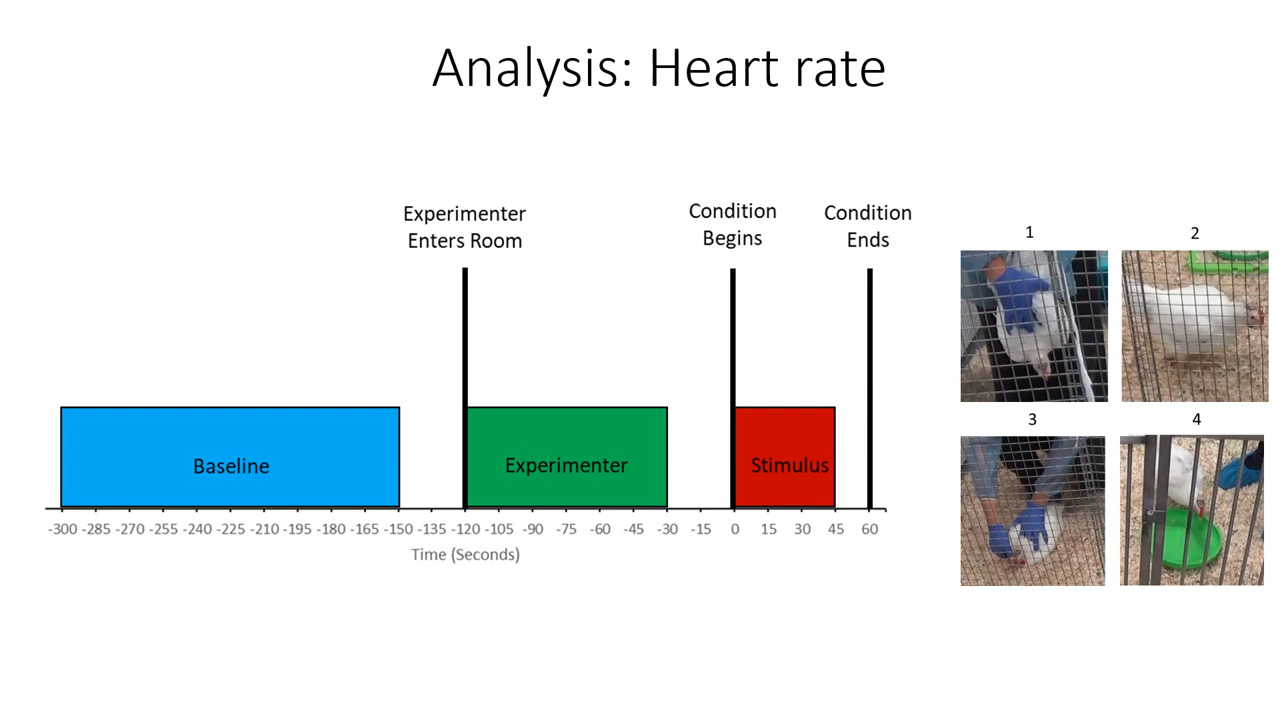 Analysis: Heart rate
Experimenter
Enters Room
Condition
Begins
Condition
Ends
1
2
3
4
Baseline
Experimenter
Stimulus
-300 -285 -270 -255 -240 -225 -210 -195 -180 -165 -150 -135 -120 -105 -90 -75 -60 -45 -30 -15 0 15 30 45 60
Time (Seconds)